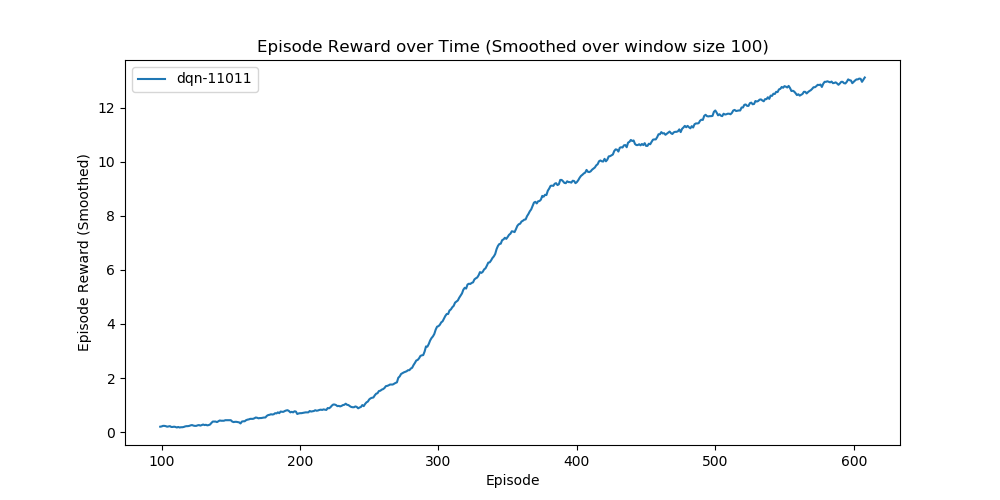 Episode Reward over Time (Smoothed over window size 100)
dqn-11011
12
10
8
6
4
2
0
Episode Reward (Smoothed)
100 200 300 400 500 600
Episode